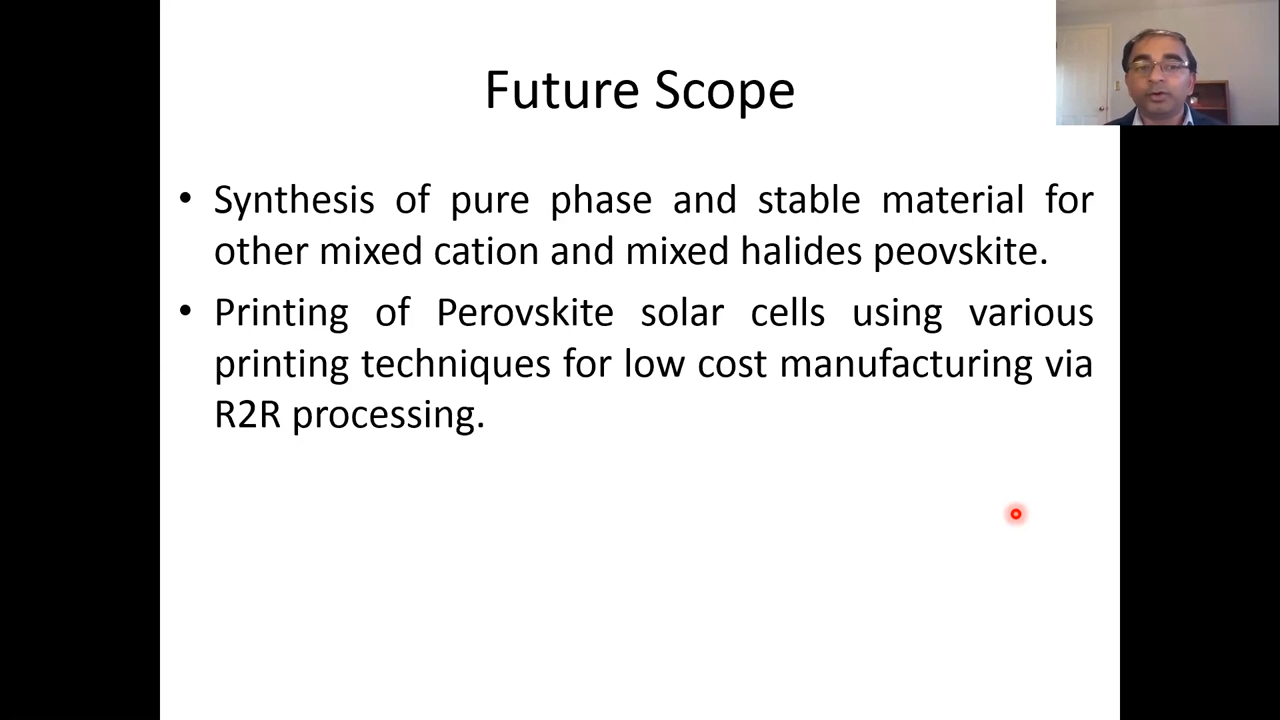 Future Scope
• Synthesis of pure phase and stable material for
other mixed cation and mixed halides peovskite.
• Printing of Perovskite solar cells using various
printing techniques for low cost manufacturing via
R2R processing.